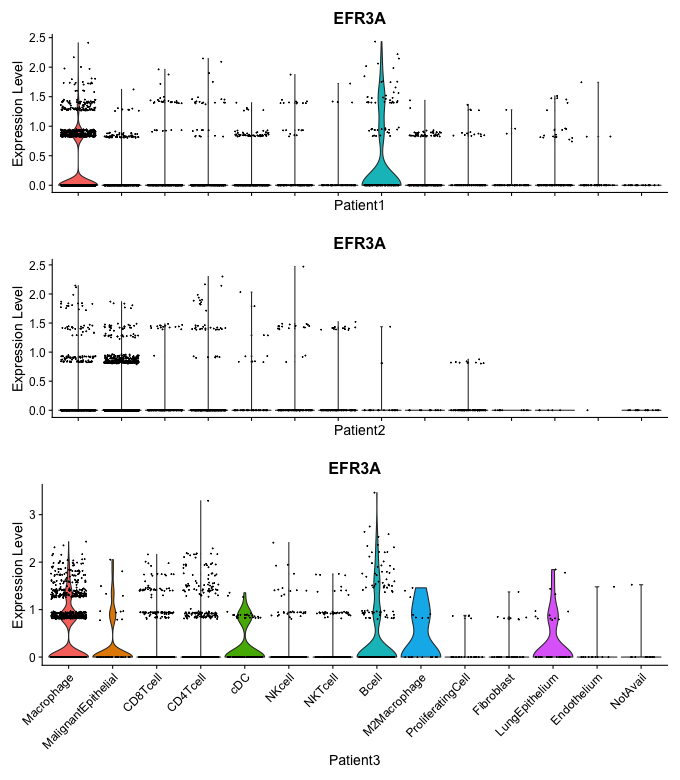 EFR3A
Expression Level
2.5
2.0
1.5
1.0
0.5
0.0
Patient1
EFR3A
Expression Level
2.5
2.0
1.5
1.0
0.5
0.0
Patient2
EFR3A
Expression Level
3
2
1
0
Macrophage
MalignantEpithelial
CD8Tcell
CD4Tcell
cDC
NKcell
NKTcell
Bcell
M2Macrophage
ProliferatingCell
Fibroblast
LungEpithelium
Endothelium
NotAvail
Patient3